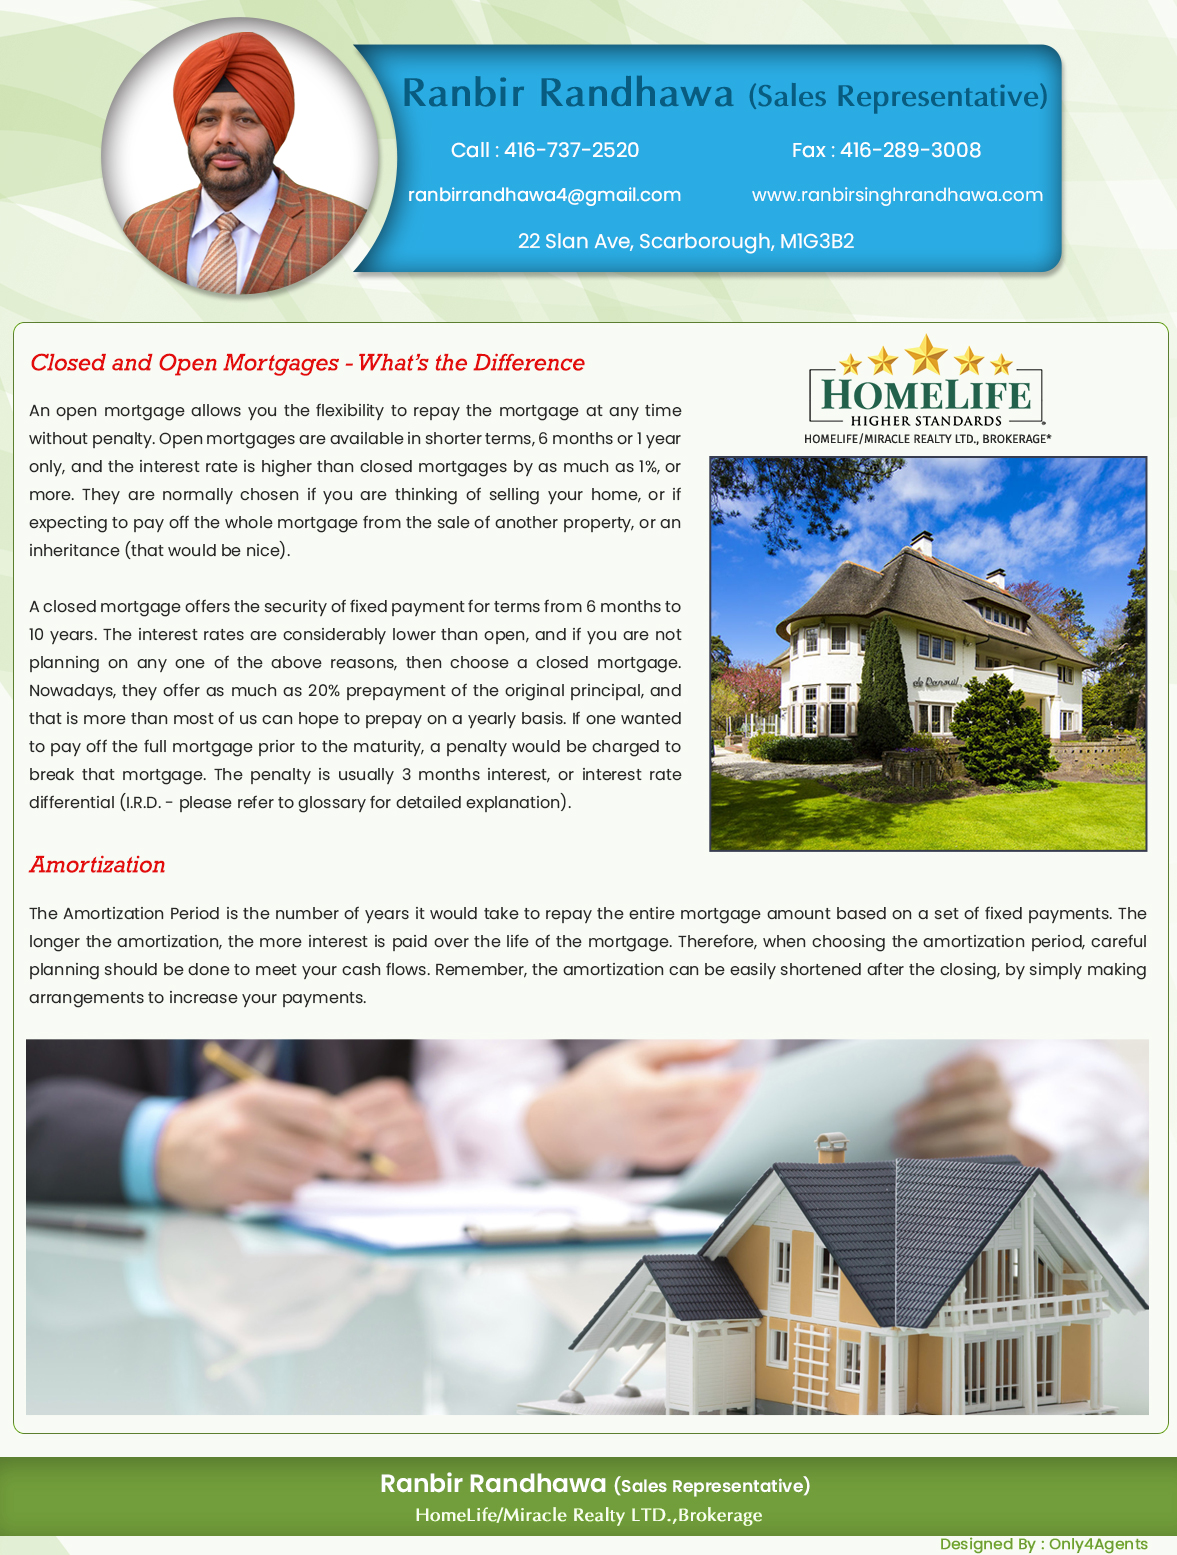 Ranbir Randhawa (Sales Representative)
Call : 416-737-2520
Fax : 416-289-3008
ranbirrandhawa4@gmail.com
www.ranbirsinghrandhawa.com
22 Slan Ave, Scarborough, M1G3B2
Closed and Open Mortgages - What's the Difference
An open mortgage allows you the flexibility to repay the mortgage at any time
without penalty. Open mortgages are available in shorter terms, 6 months or 1 year
only, and the interest rate is higher than closed mortgages by as much as 1%, or
more. They are normally chosen if you are thinking of selling your home, or if
expecting to pay off the whole mortgage from the sale of another property, or an
inheritance (that would be nice).
A closed mortgage offers the security of fixed payment for terms from 6 months to
10 years. The interest rates are considerably lower than open, and if you are not
planning on any one of the above reasons, then choose a closed mortgage.
Nowadays, they offer as much as 20% prepayment of the original principal, and
that is more than most of us can hope to prepay on a yearly basis. If one wanted
to pay off the full mortgage prior to the maturity, a penalty would be charged to
break that mortgage. The penalty is usually 3 months interest, or interest rate
differential (I.R.D. - please refer to glossary for detailed explanation).
HOMELIFE
HIGHER STANDARDS
HOMELIFE/MIRACLE REALTY LTD., BROKERAGE*
Amortization
The Amortization Period is the number of years it would take to repay the entire mortgage amount based on a set of fixed payments. The
longer the amortization, the more interest is paid over the life of the mortgage. Therefore, when choosing the amortization period, careful
planning should be done to meet your cash flows. Remember, the amortization can be easily shortened after the closing, by simply making
arrangements to increase your payments.
Ranbir Randhawa (Sales Representative)
HomeLife/Miracle Realty LTD.,Brokerage
Designed By : Only4Agents